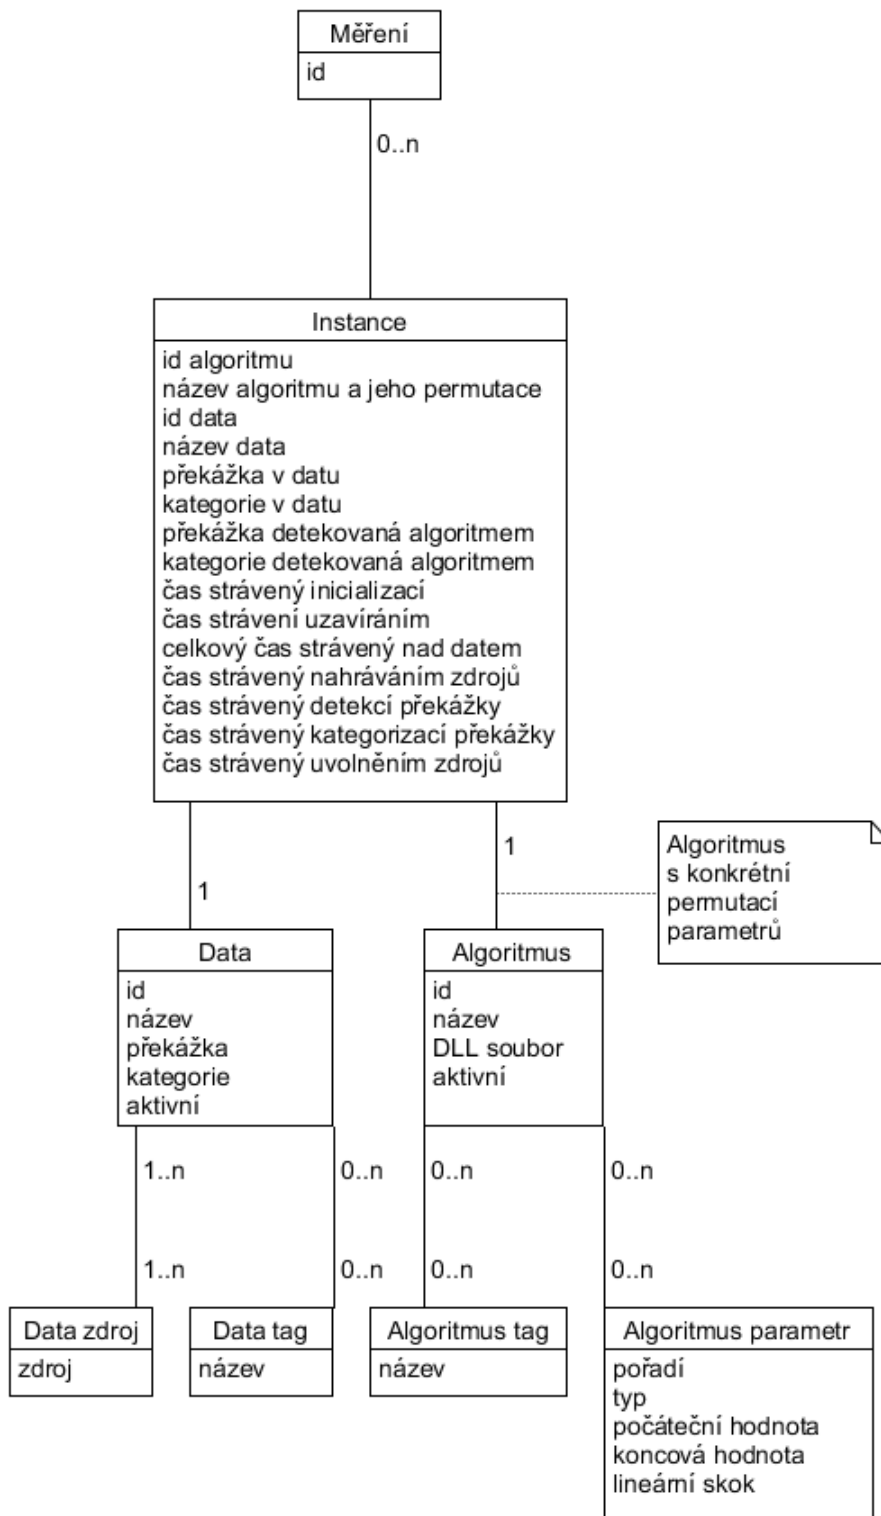 Měření
id
0..n
Instance
id algoritmu
název algoritmu a jeho permutace
id data
název data
překážka v datu
kategorie v datu
překážka detekovaná algoritmem
kategorie detekovaná algoritmem
čas strávený inicializací
čas strávení uzavíráním
celkový čas strávený nad datem
čas strávený nahráváním zdrojů
čas strávený detekcí překážky
čas strávený kategorizací překážky
čas strávený uvolněním zdrojů
1
1
Algoritmus
s konkrétní
permutací
parametrů
Data
id
název
překážka
kategorie
aktivní
Algoritmus
id
název
DLL soubor
aktivní
1..n
0..n
0..n
0..n
1..n
0..n
0..n
0..n
Data zdroj
zdroj
Data tag
název
Algoritmus tag
název
Algoritmus parametr
pořadí
typ
počáteční hodnota
koncová hodnota
lineární skok